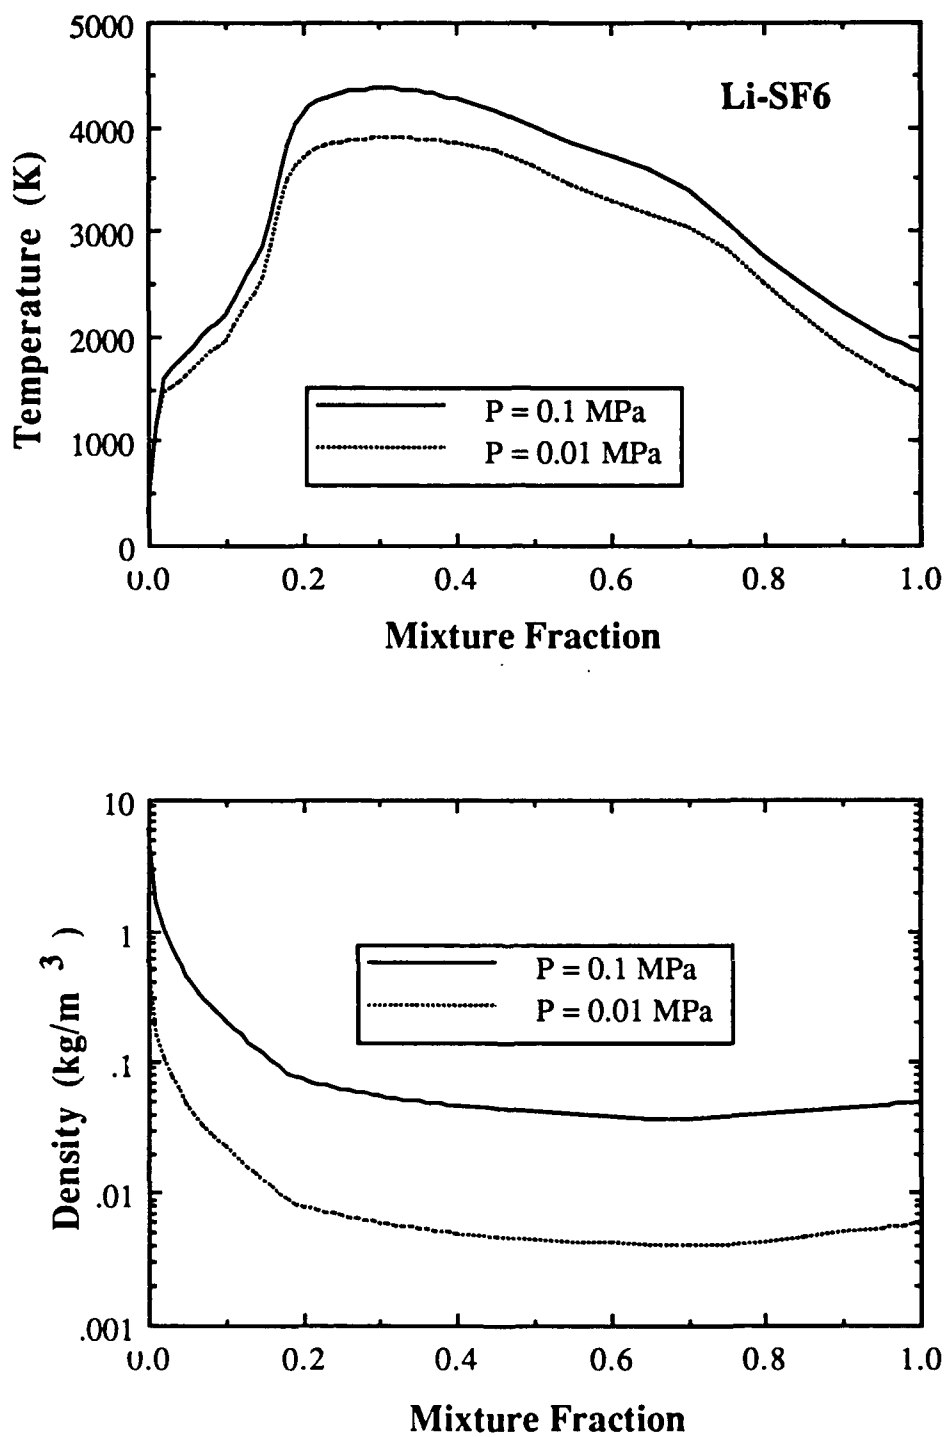 5000
4000
3000
2000
1000
0
Temperature (K)
Li-SF6
P = 0.1 MPa
P = 0.01 MPa
0.0 0.2 0.4 0.6 0.8 1.0
Mixture Fraction
10
1
.1
.01
.001
Density (kg/m 3 )
P = 0.1 MPa
P = 0.01 MPa
0.0 0.2 0.4 0.6 0.8 1.0
Mixture Fraction